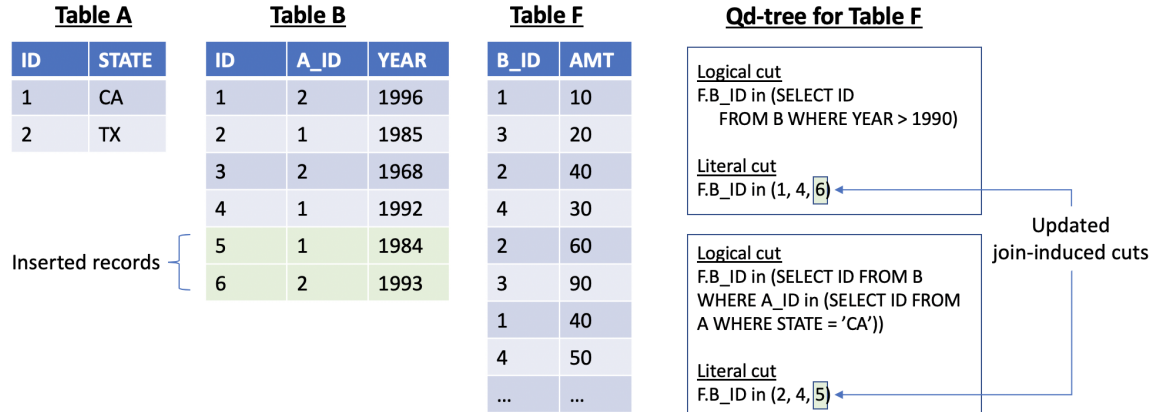 Table A
ID STATE
1 CA
2 TX
Table B
ID A_ID YEAR
1 2 1996
2 1 1985
3 2 1968
4 1 1992
5 1 1984
6 2 1993
Inserted records
Table F
B_ID AMT
1 10
3 20
2 40
4 30
2 60
3 90
1 40
4 50
... ...
Qd-tree for Table F
Logical cut
F.B_ID in (SELECT ID
FROM B WHERE YEAR > 1990)
Literal cut
F.B_ID in (1, 4, 6)
Logical cut
F.B_ID in (SELECT ID FROM B
WHERE A_ID in (SELECT ID FROM
A WHERE STATE = ’CA’))
Literal cut
F.B_ID in (2, 4, 5)
Updated
join-induced cuts